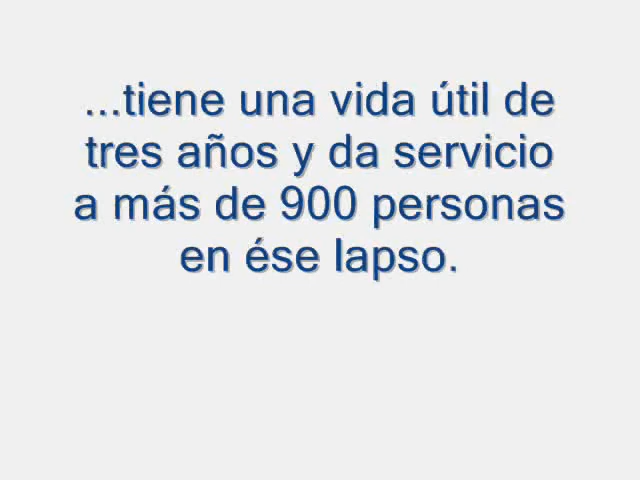 ...tiene una vida útil de
tres años y da servicio
a más de 900 personas
en ése lapso.